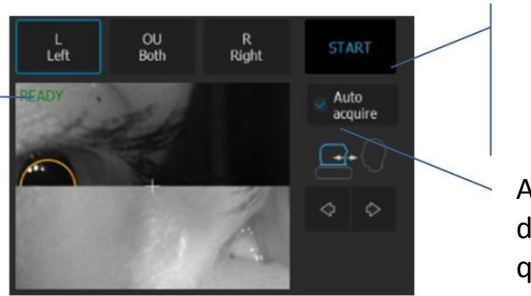 L
Left
OU
Both
R
Right
START
READY
Auto
acquire
A
d
q